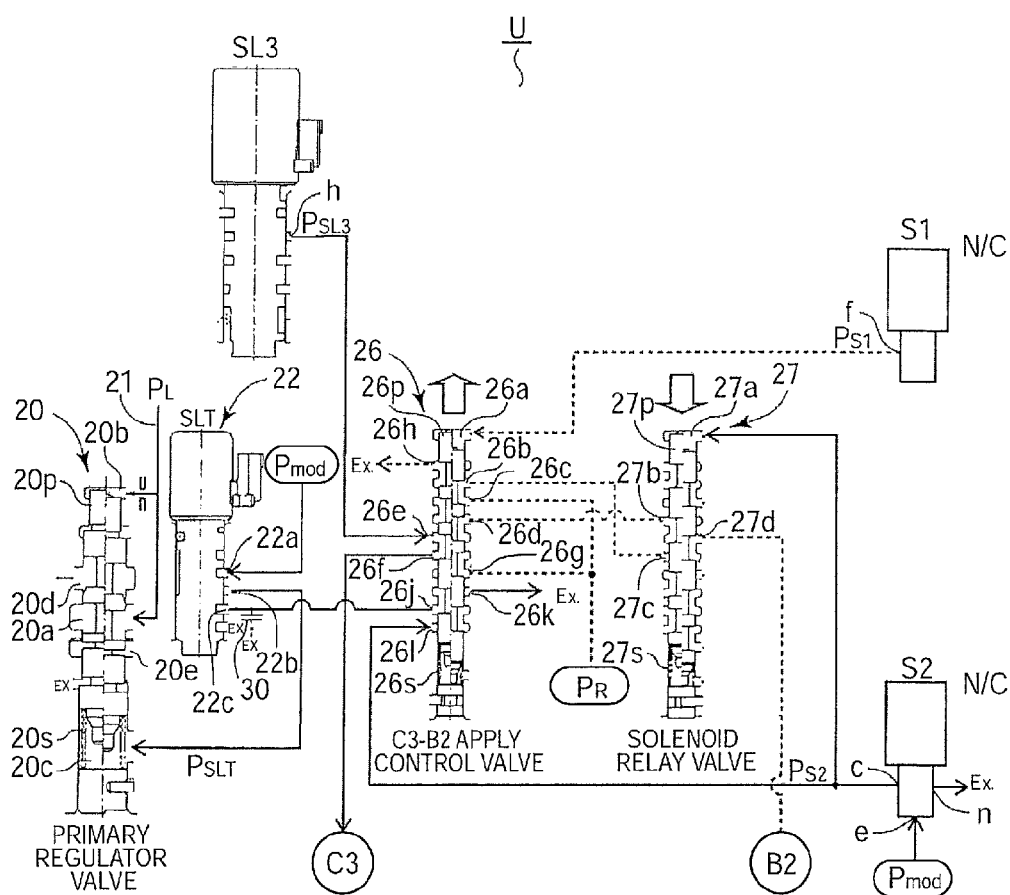 U
SL3
h
PSL3
S1
N/C
f
PS1
21
PL
22
20
20b
SLT
Pmod
20p
U
n
26
26p
26a
26h
26b
26c
Ex.
27a
27
27p
27b
27d
26e
22a
26d
26f
26g
20d
20a
26j
Ex.
27c
26k
EX
EX
20e
22b
26l
EX
22c
30
26s
PR
27s
S2
N/C
20s
20c
PSLT
C3-B2 APPLY
CONTROL VALVE
SOLENOID
RELAY VALVE
PS2
c
Ex.
n
e
PRIMARY
REGULATOR
VALVE
C3
B2
Pmod